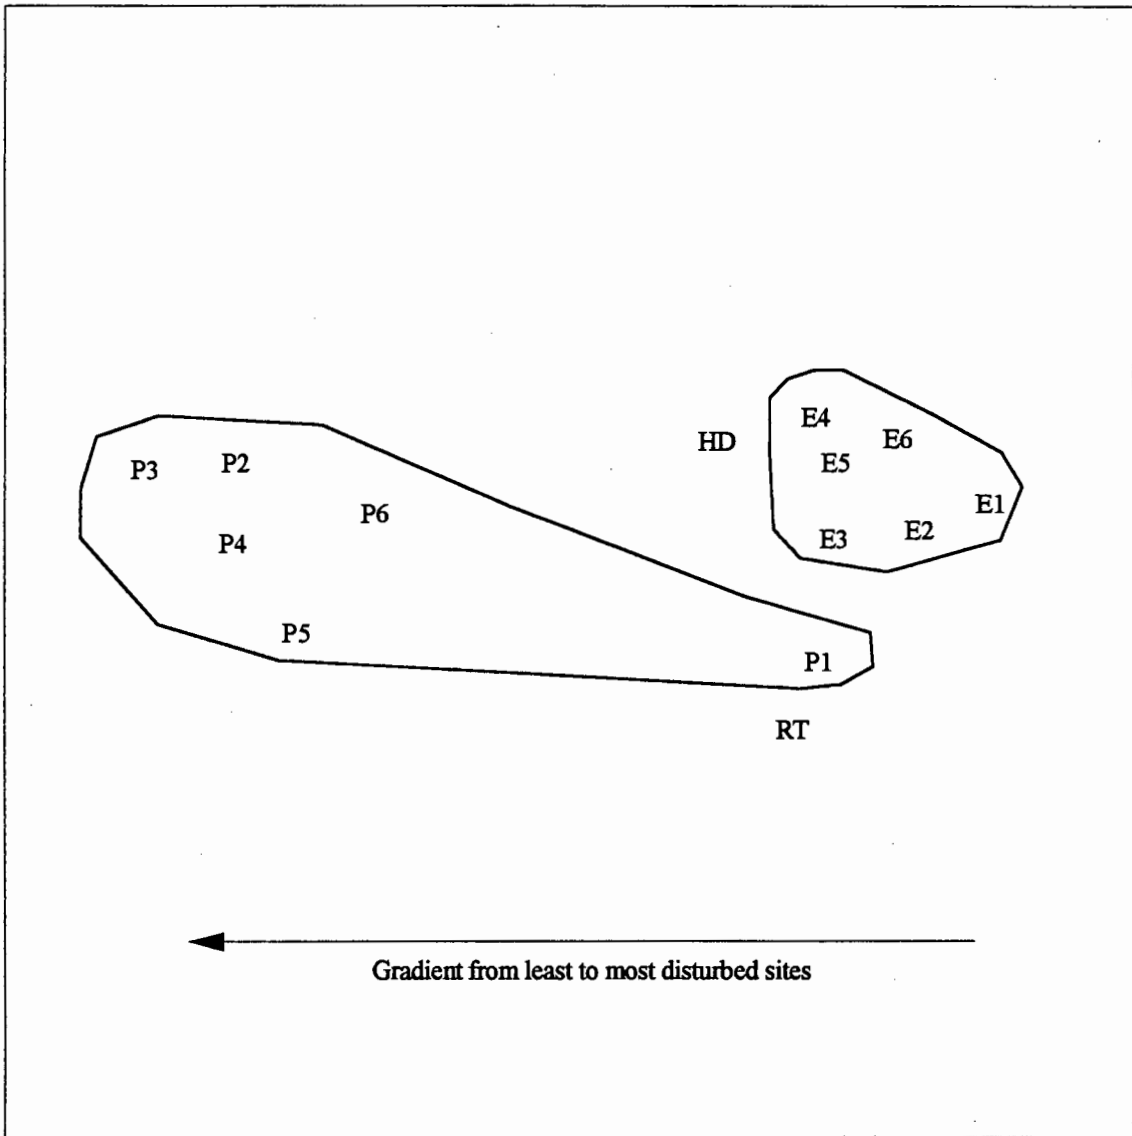 E4
HD
E6
P3
P2
E5
E1
P6
E2
E3
P4
P5
P1
RT
Gradient from least to most disturbed sites